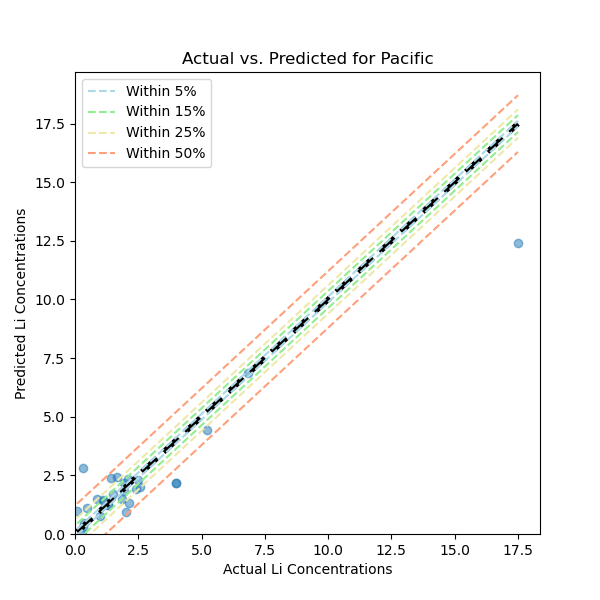 Actual vs. Predicted for Pacific
Within 5%
Within 15%
Within 25%
Within 50%
17.5
15.0
12.5
10.0
7.5
5.0
2.5
0.0
Predicted Li Concentrations
0.0 2.5 5.0 7.5 10.0 12.5 15.0 17.5
Actual Li Concentrations